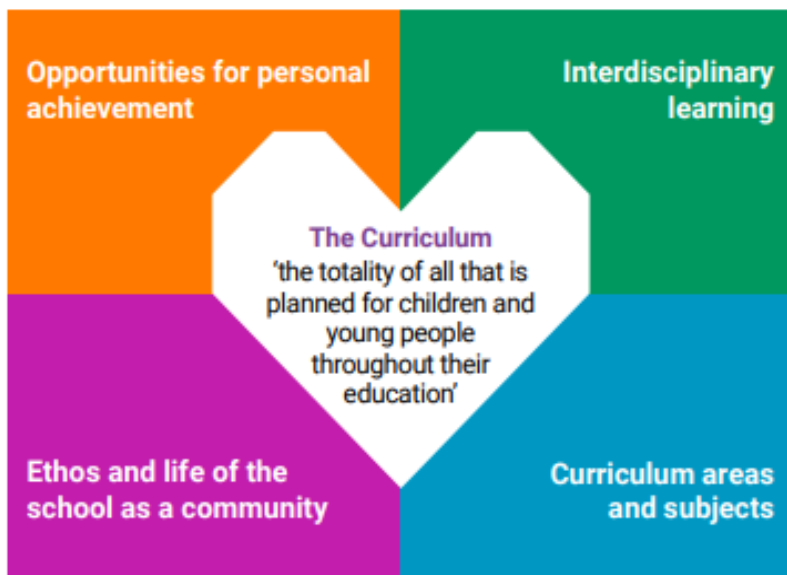 Opportunities for personal
achievement
Interdisciplinary
learning
The Curriculum
‘the totality of all that is
planned for children and
young people
throughout their
education’
Ethos and life of the
school as a community
Curriculum areas
and subjects